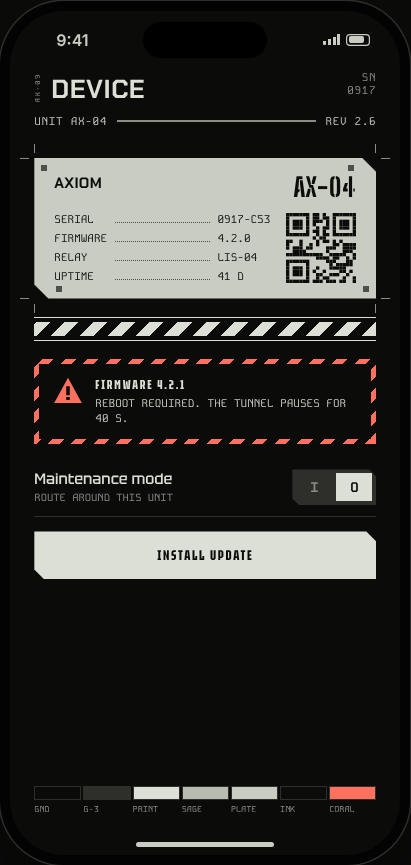 9:41
AX-03
DEVICE
SN
0917
UNIT AX-04
REV 2.6
AXIOM
AX-04
SERIAL 0917-C53
FIRMWARE 4.2.0
RELAY LIS-04
UPTIME 41 D
FIRMWARE 4.2.1
REBOOT REQUIRED. THE TUNNEL PAUSES FOR
40 S.
Maintenance mode
ROUTE AROUND THIS UNIT
I O
INSTALL UPDATE
GND G-3 PRINT SAGE PLATE INK CORAL